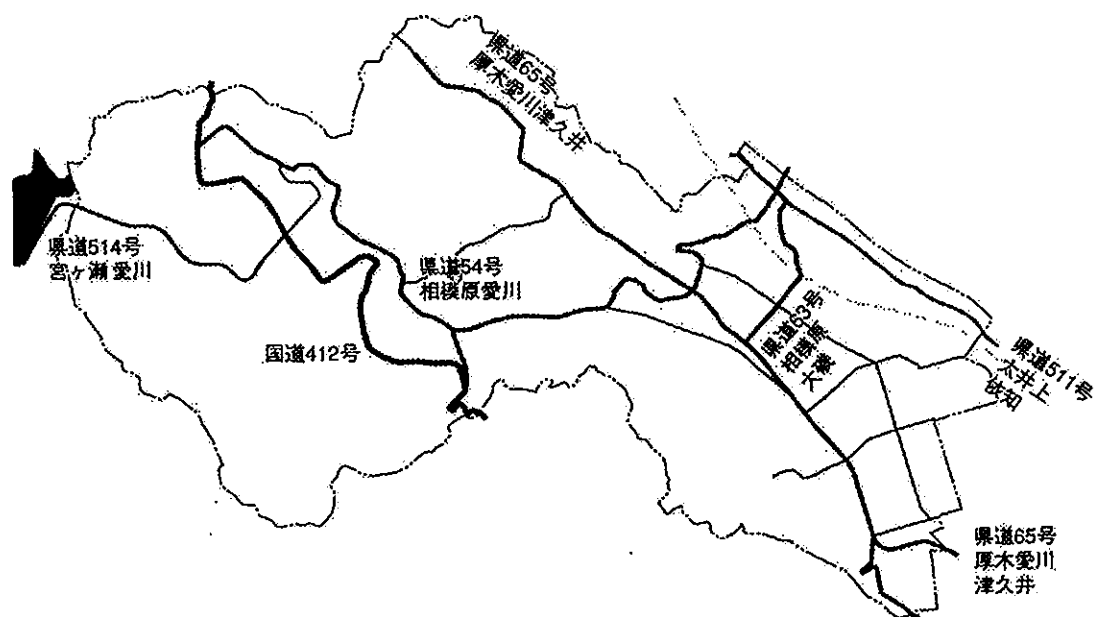 県道65号
厚木愛川津久井
県道514号
宮ヶ瀬愛川
県道54号
相模原愛川
国道412号
県道63号
相模原
大磯
県道511号
太井上
依知
県道65号
厚木愛川
津久井